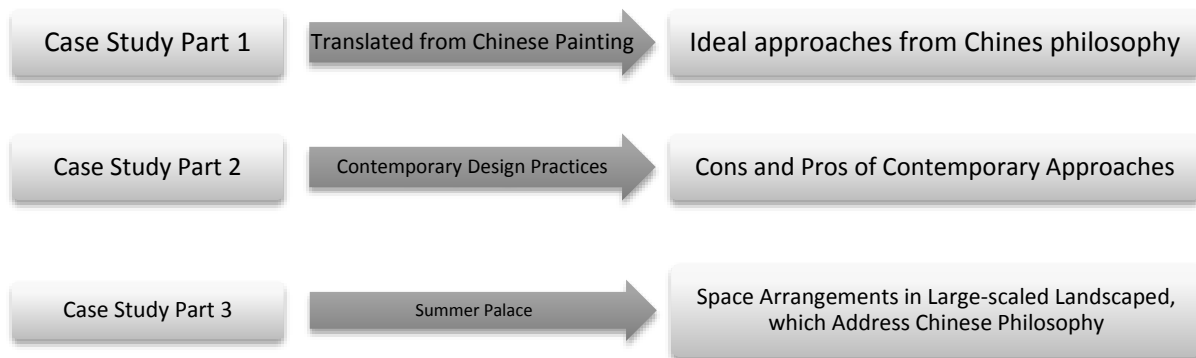 Case Study Part 1
Translated from Chinese Painting
Ideal approaches from Chines philosophy
Case Study Part 2
Contemporary Design Practices
Cons and Pros of Contemporary Approaches
Case Study Part 3
Summer Palace
Space Arrangements in Large-scaled Landscaped,
which Address Chinese Philosophy